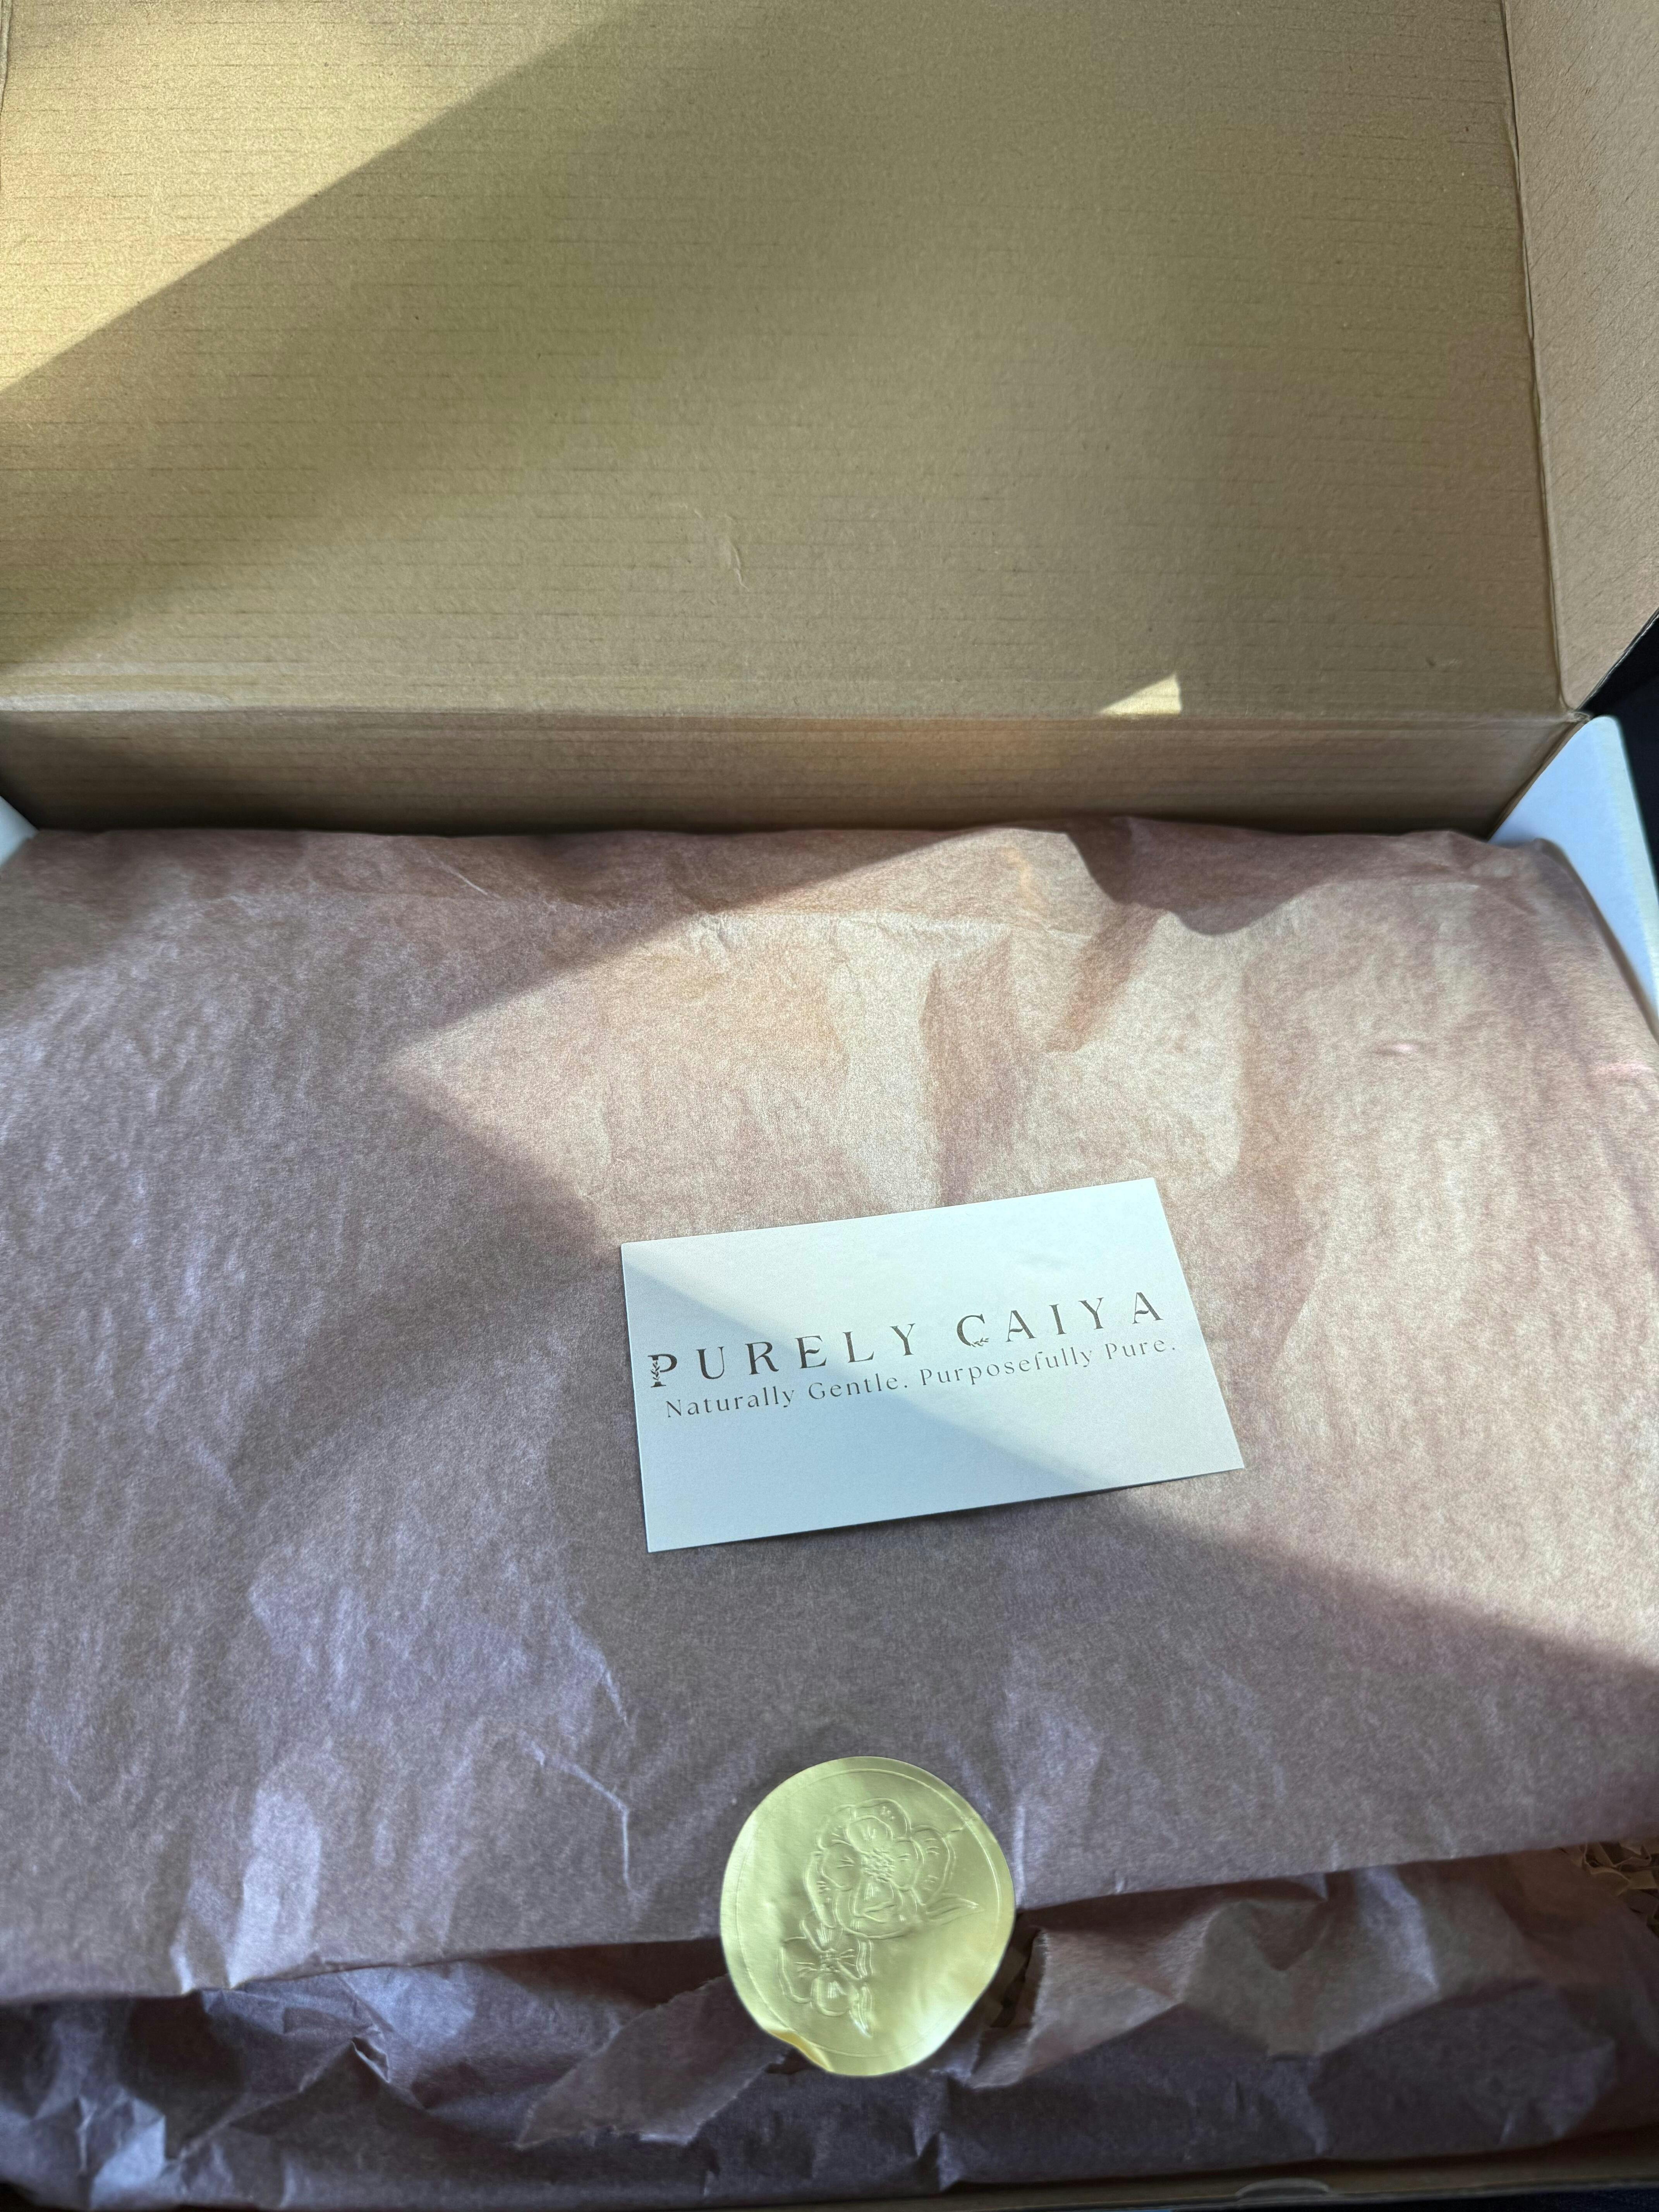 PURELY CAIYA
Naturally Gentle. Purposefully Pure.